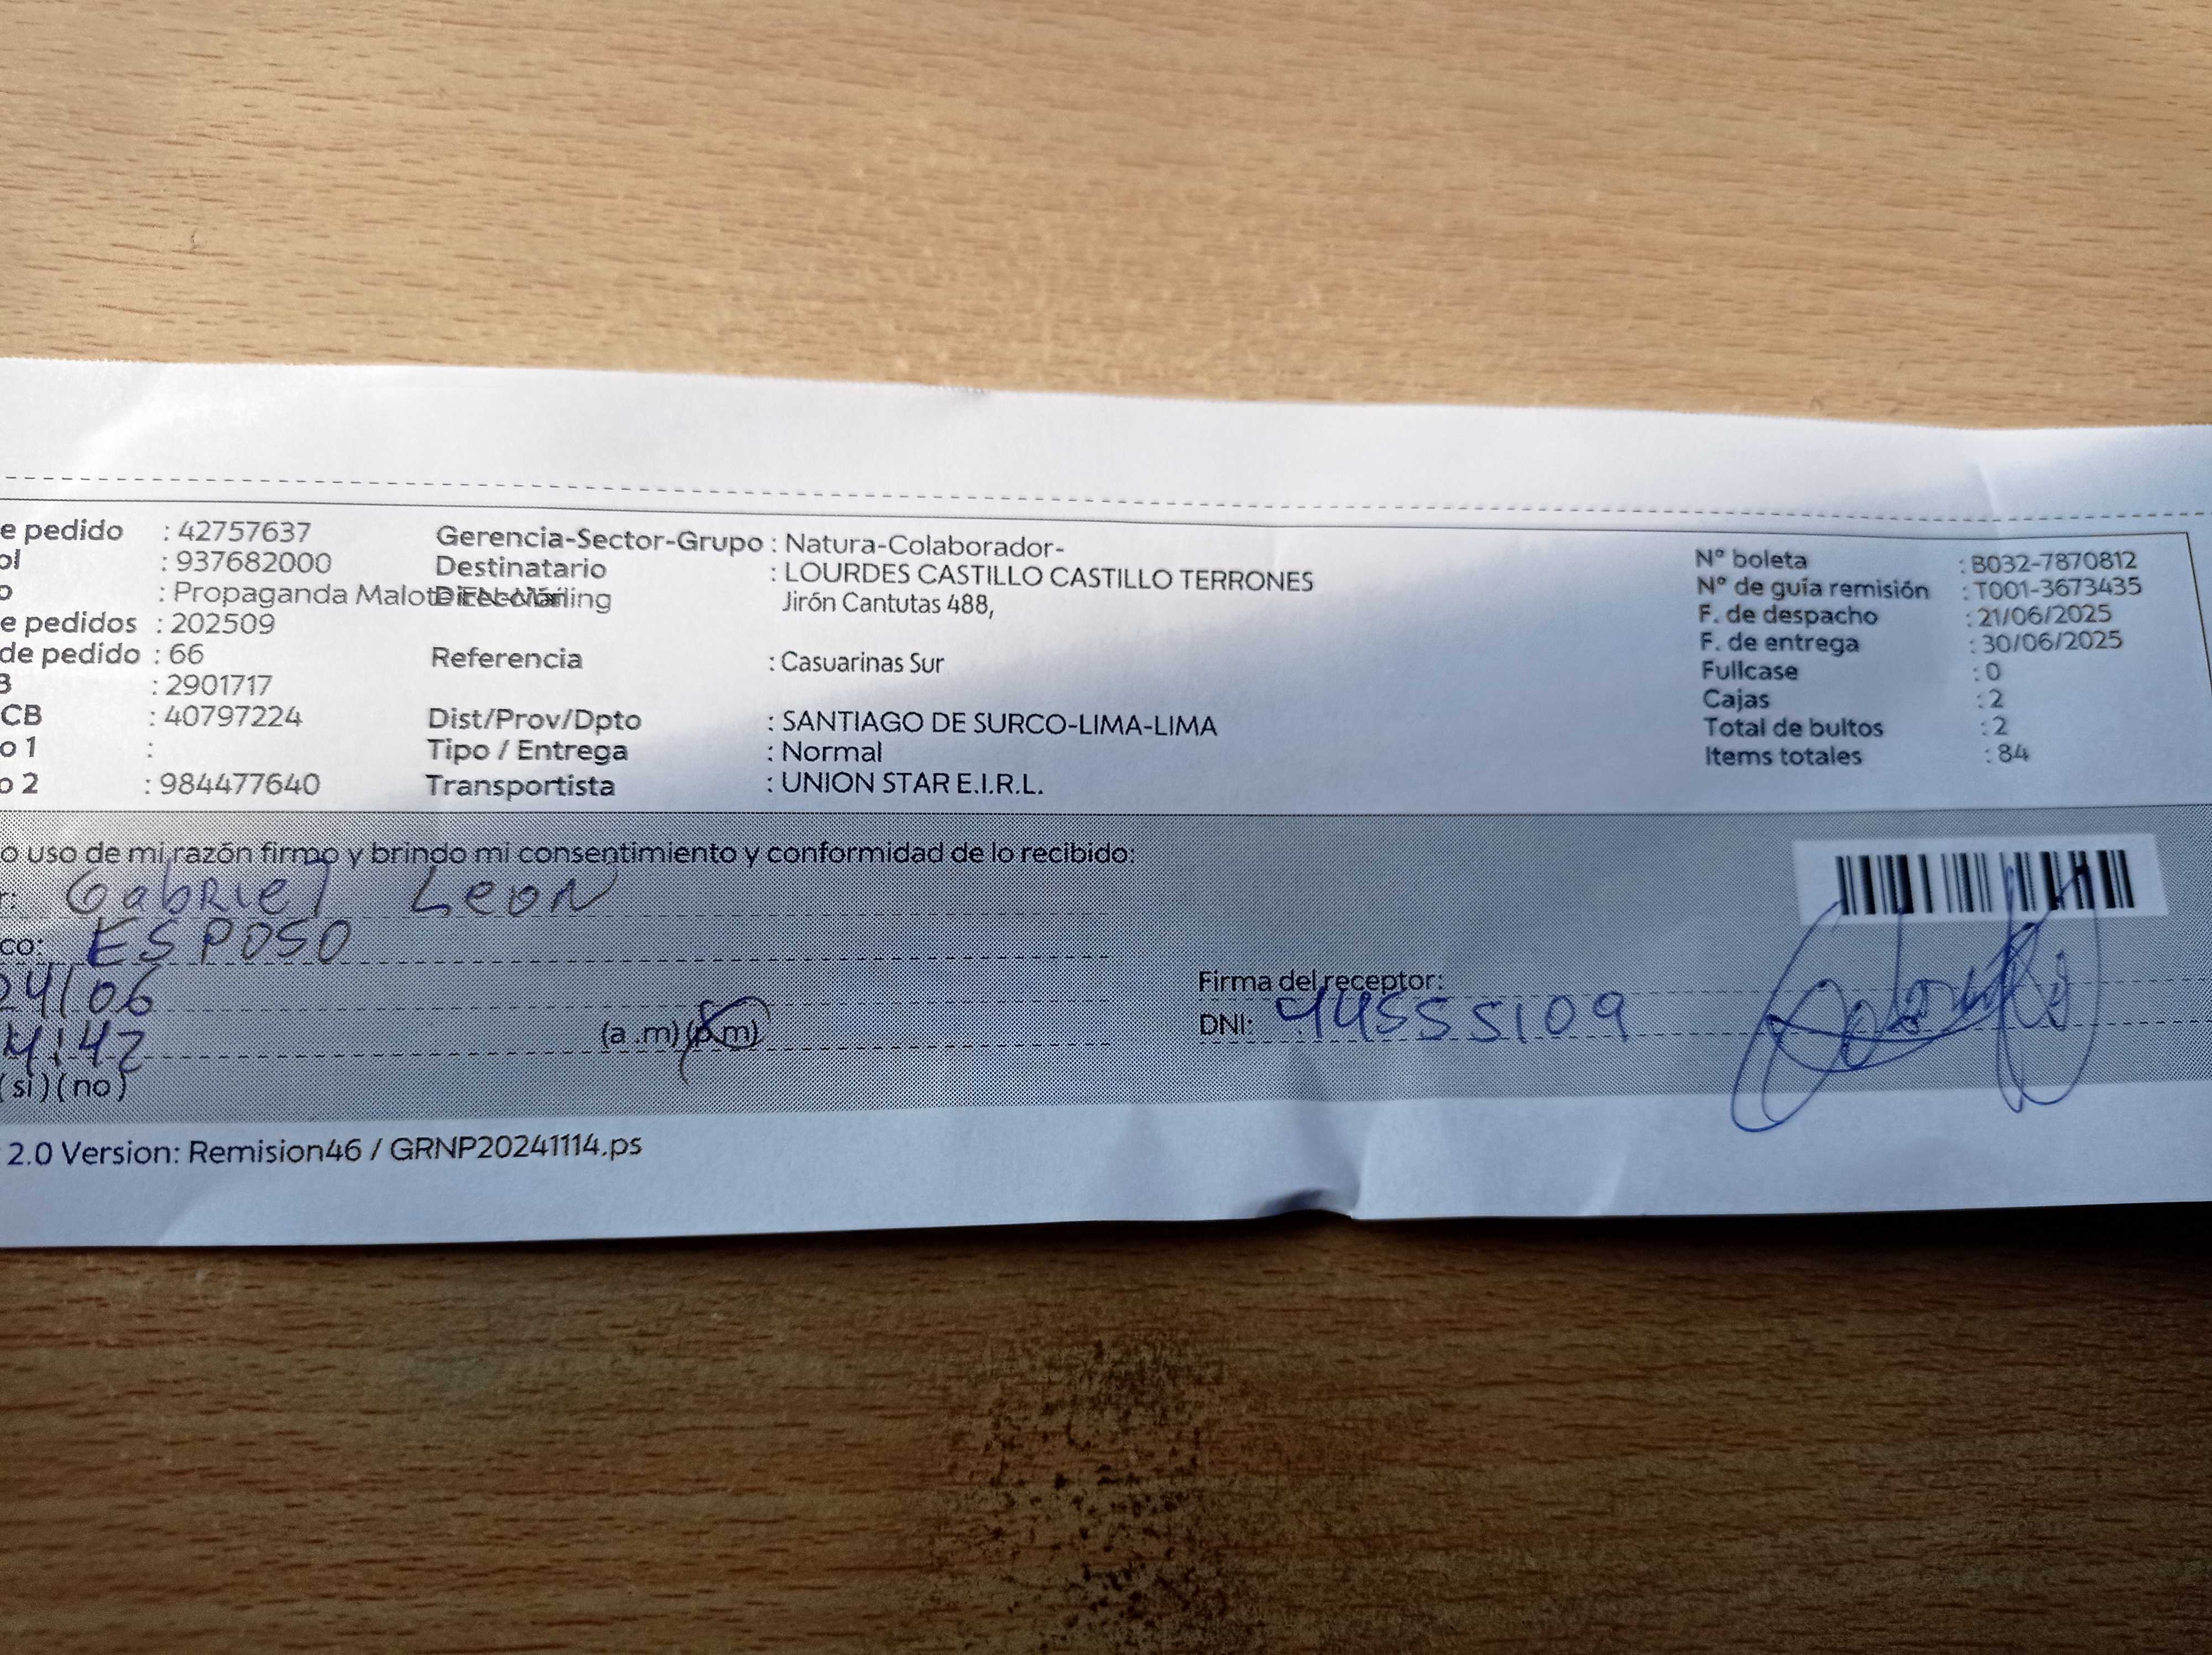 e pedido : 42757637
ol : 937682000
o : Propaganda Malote
e pedidos : 202509
de pedido : 66
B : 2901717
CB : 40797224
o 1 :
o 2 : 984477640
Gerencia-Sector-Grupo : Natura-Colaborador-
Destinatario : LOURDES CASTILLO CASTILLO TERRONES
Dirección Jirón Cantutas 488,
Referencia : Casuarinas Sur
Dist/Prov/Dpto : SANTIAGO DE SURCO-LIMA-LIMA
Tipo / Entrega : Normal
Transportista : UNION STAR E.I.R.L.
N° boleta : B032-7870812
N° de guía remisión : T001-3673435
F. de despacho : 21/06/2025
F. de entrega : 30/06/2025
Fullcase : 0
Cajas : 2
Total de bultos : 2
Items totales : 84
o uso de mi razón firmo y brindo mi consentimiento y conformidad de lo recibido:
r: Gabriel Leon
co: ESPOSO
24/06
4:42 (a .m) (p.m)
(si) (no)
Firma del receptor:
DNI: 44555109
2.0 Version: Remision46 / GRNP20241114.ps